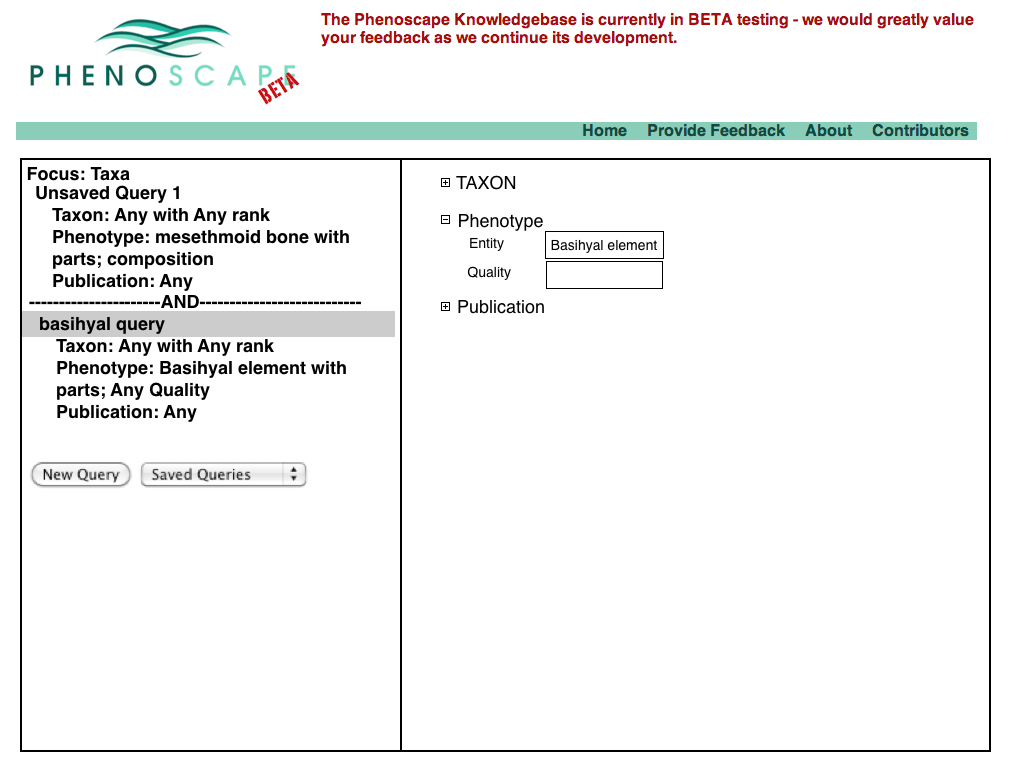 The Phenoscape Knowledgebase is currently in BETA testing - we would greatly value
your feedback as we continue its development.
PHENOSCAPE
BETA
Home Provide Feedback About Contributors
Focus: Taxa
Unsaved Query 1
Taxon: Any with Any rank
Phenotype: mesethmoid bone with
parts; composition
Publication: Any
----------------------AND---------------------------
basihyal query
Taxon: Any with Any rank
Phenotype: Basihyal element with
parts; Any Quality
Publication: Any
New Query Saved Queries
TAXON
Phenotype
Entity Basihyal element
Quality
Publication